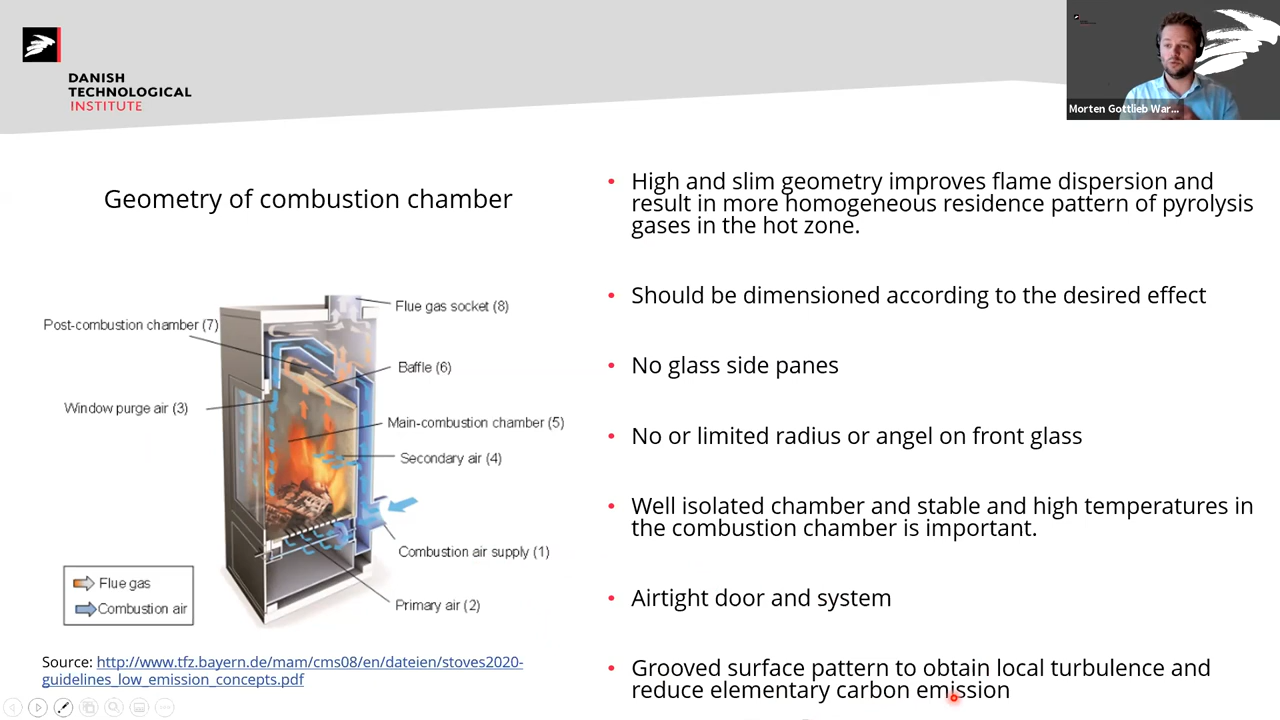 DANISH
TECHNOLOGICAL
INSTITUTE
Morten Gottlieb War...
Geometry of combustion chamber
Flue gas socket (8)
Post-combustion chamber (7)
Baffle (6)
Window purge air (3)
Main-combustion chamber (5)
Secondary air (4)
Combustion air supply (1)
Primary air (2)
Flue gas
Combustion air
Source: http://www.tfz.bayern.de/mam/cms08/en/dateien/stoves2020-
guidelines_low_emission_concepts.pdf
• High and slim geometry improves flame dispersion and
result in more homogeneous residence pattern of pyrolysis
gases in the hot zone.
• Should be dimensioned according to the desired effect
• No glass side panes
• No or limited radius or angel on front glass
• Well isolated chamber and stable and high temperatures in
the combustion chamber is important.
• Airtight door and system
• Grooved surface pattern to obtain local turbulence and
reduce elementary carbon emission